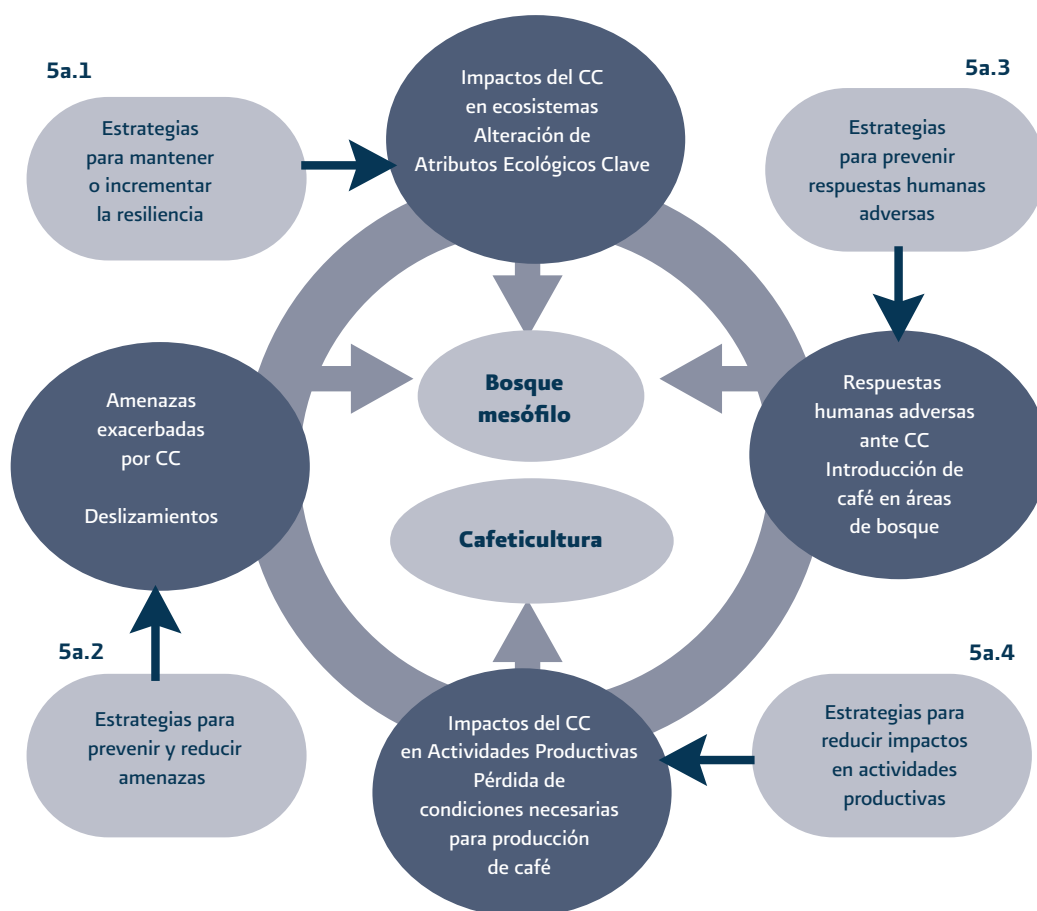 5a.1
Estrategias
para mantener
o incrementar
la resiliencia
Impactos del CC
en ecosistemas
Alteración de
Atributos Ecológicos Clave
5a.3
Estrategias
para prevenir
respuestas humanas
adversas
Amenazas
exacerbadas
por CC
Deslizamientos
Bosque
mesófilo
Cafeticultura
Respuestas
humanas adversas
ante CC
Introducción de
café en áreas
de bosque
5a.2
Estrategias para
prevenir y reducir
amenazas
Impactos del CC
en Actividades Productivas
Pérdida de
condiciones necesarias
para producción
de café
5a.4
Estrategias para
reducir impactos
en actividades
productivas